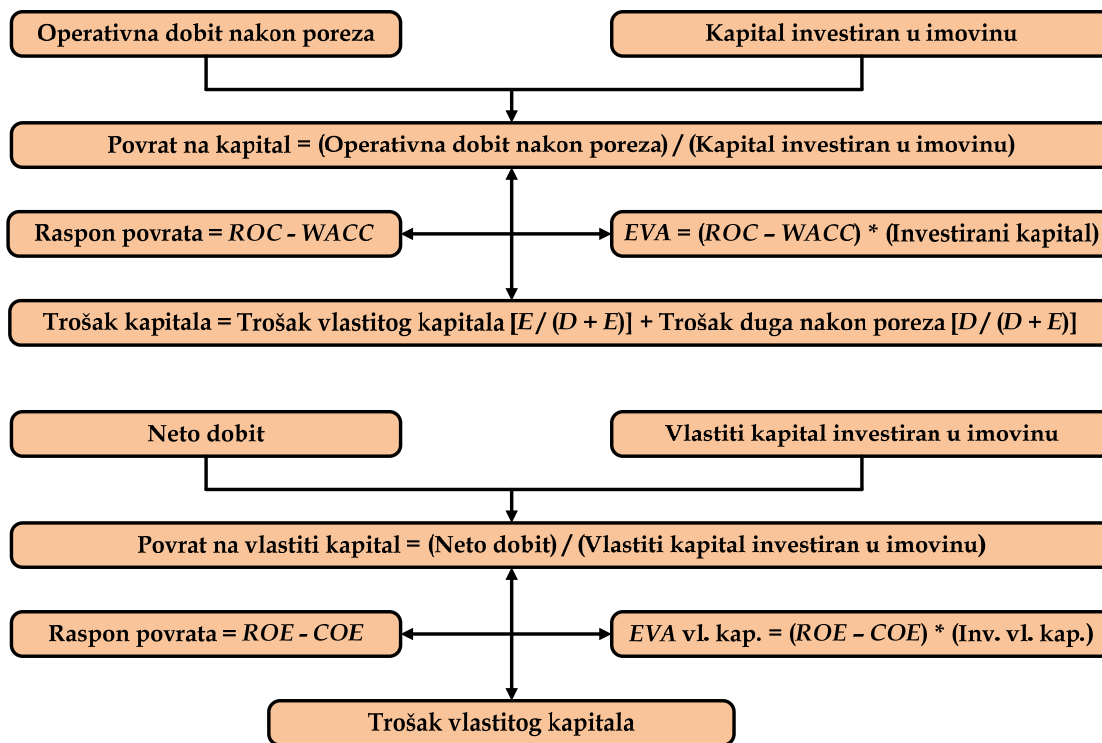 Operativna dobit nakon poreza
Kapital investiran u imovinu
Povrat na kapital = (Operativna dobit nakon poreza) / (Kapital investiran u imovinu)
Raspon povrata = ROC - WACC
EVA = (ROC – WACC) * (Investirani kapital)
Trošak kapitala = Trošak vlastitog kapitala [E / (D + E)] + Trošak duga nakon poreza [D / (D + E)]
Neto dobit
Vlastiti kapital investiran u imovinu
Povrat na vlastiti kapital = (Neto dobit) / (Vlastiti kapital investiran u imovinu)
Raspon povrata = ROE - COE
EVA vl. kap. = (ROE – COE) * (Inv. vl. kap.)
Trošak vlastitog kapitala